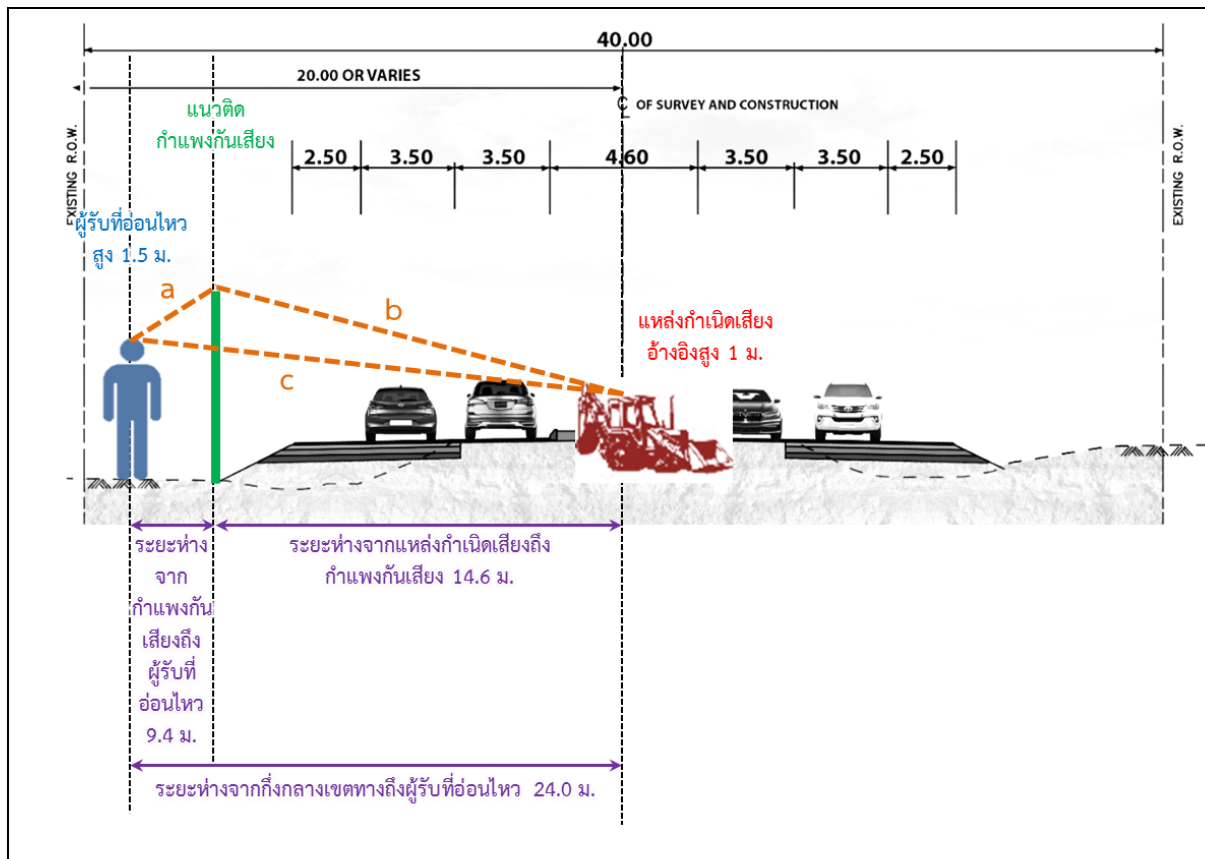 40.00
20.00 OR VARIES
℄ OF SURVEY AND CONSTRUCTION
แนวติด
กำแพงกันเสียง
2.50 3.50 3.50 4.60 3.50 3.50 2.50
EXISTING R.O.W.
EXISTING R.O.W.
ผู้รับที่อ่อนไหว
สูง 1.5 ม.
a
b
c
แหล่งกำเนิดเสียง
อ้างอิงสูง 1 ม.
ระยะห่าง
จาก
กำแพงกัน
เสียงถึง
ผู้รับที่
อ่อนไหว
9.4 ม.
ระยะห่างจากแหล่งกำเนิดเสียงถึง
กำแพงกันเสียง 14.6 ม.
ระยะห่างจากกึ่งกลางเขตทางถึงผู้รับที่อ่อนไหว 24.0 ม.